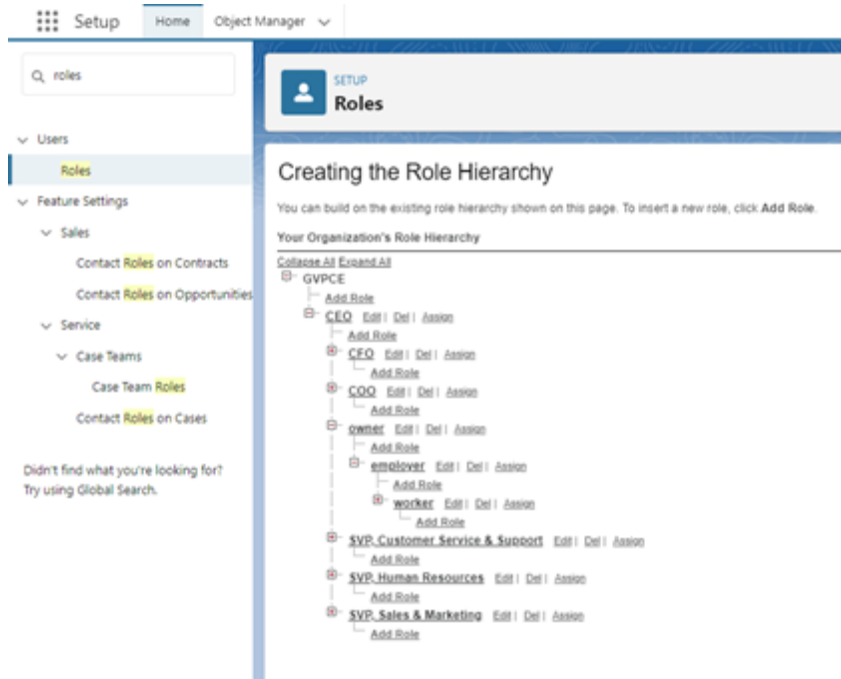 Setup Home Object Manager
roles
SETUP
Roles
Users
Roles
Feature Settings
Sales
Contact Roles on Contracts
Contact Roles on Opportunities
Service
Case Teams
Case Team Roles
Contact Roles on Cases
Didn't find what you're looking for?
Try using Global Search.
Creating the Role Hierarchy
You can build on the existing role hierarchy shown on this page. To insert a new role, click Add Role.
Your Organization's Role Hierarchy
Collapse All Expand All
GVPCE
Add Role
CEO Edit | Del | Assign
Add Role
CFO Edit | Del | Assign
Add Role
COO Edit | Del | Assign
Add Role
owner Edit | Del | Assign
Add Role
employer Edit | Del | Assign
Add Role
worker Edit | Del | Assign
Add Role
SVP, Customer Service & Support Edit | Del | Assign
Add Role
SVP, Human Resources Edit | Del | Assign
Add Role
SVP, Sales & Marketing Edit | Del | Assign
Add Role